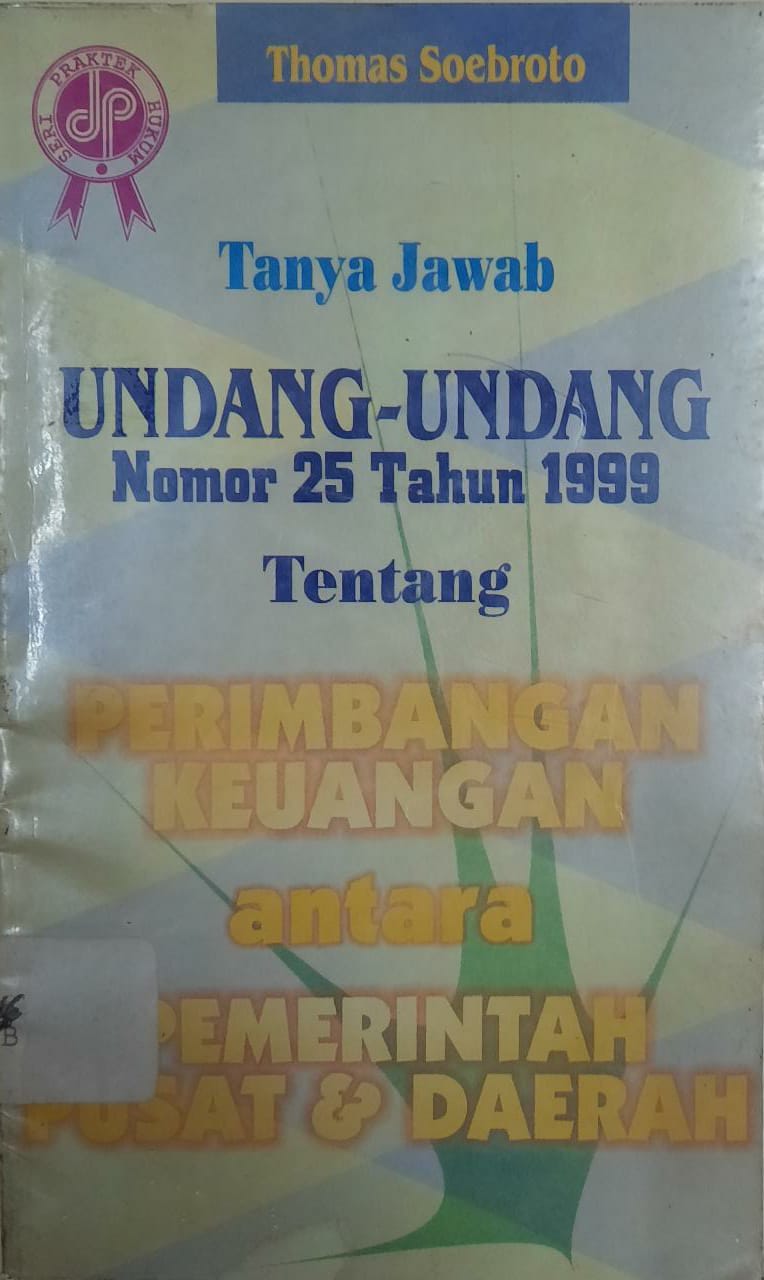 Thomas Soebroto
SERI PRAKTEK HUKUM
dp
Tanya Jawab
UNDANG-UNDANG
Nomor 25 Tahun 1999
Tentang
PERIMBANGAN
KEUANGAN
antara
PEMERINTAH
PUSAT & DAERAH
B